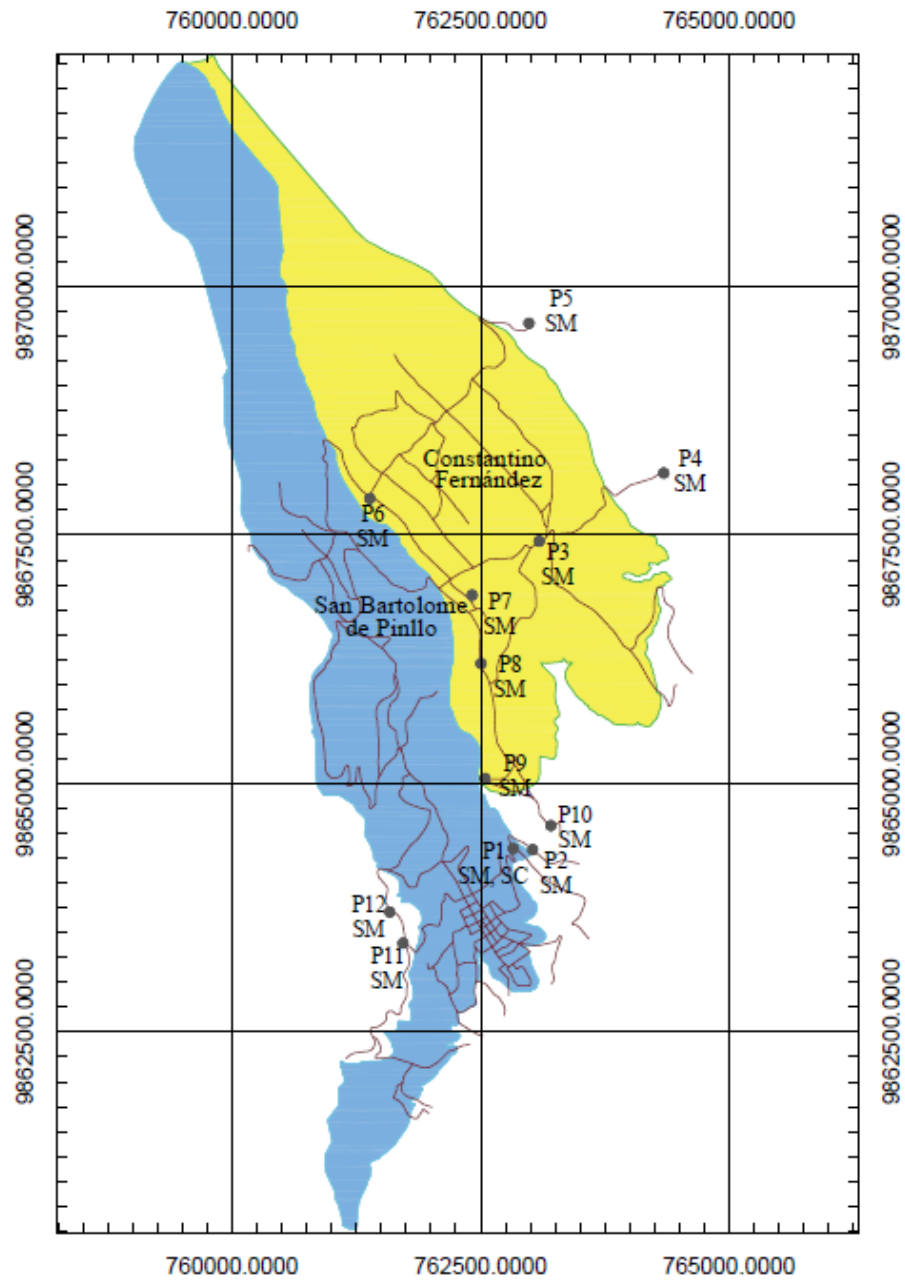 760000.0000 762500.0000 765000.0000
9870000.0000 9870000.0000
P5
SM
Constantino
Fernández
P4
SM
P6
SM
9867500.0000 9867500.0000
P3
SM
San Bartolome
de Pinllo
P7
SM
P8
SM
P9
SM
9865000.0000 9865000.0000
P10
SM
P1
SM, SC
P2
SM
P12
SM
P11
SM
9862500.0000 9862500.0000
760000.0000 762500.0000 765000.0000